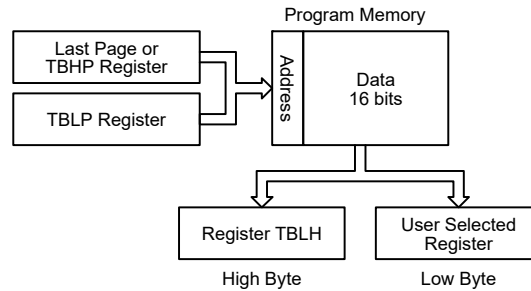 Program Memory
Last Page or
TBHP Register
TBLP Register
Address
Data
16 bits
Register TBLH
User Selected
Register
High Byte
Low Byte